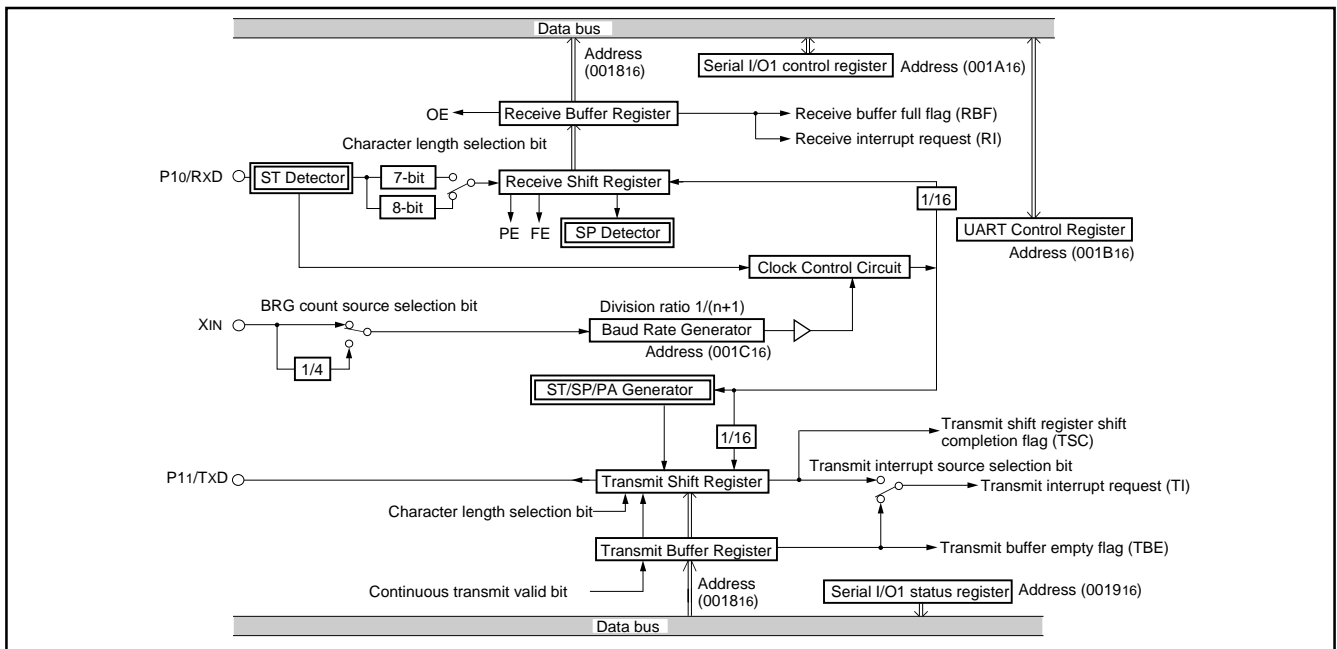 Data bus
Address
(001816)
Serial I/O1 control register
Address (001A16)
OE
Receive Buffer Register
Receive buffer full flag (RBF)
Receive interrupt request (RI)
Character length selection bit
P10/RXD
ST Detector
7-bit
8-bit
Receive Shift Register
1/16
PE
FE
SP Detector
UART Control Register
Address (001B16)
Clock Control Circuit
BRG count source selection bit
Division ratio 1/(n+1)
XIN
Baud Rate Generator
Address (001C16)
1/4
ST/SP/PA Generator
1/16
Transmit shift register shift
completion flag (TSC)
Transmit interrupt source selection bit
P11/TXD
Transmit Shift Register
Transmit interrupt request (TI)
Character length selection bit
Transmit Buffer Register
Transmit buffer empty flag (TBE)
Continuous transmit valid bit
Address
(001816)
Serial I/O1 status register
Address (001916)
Data bus